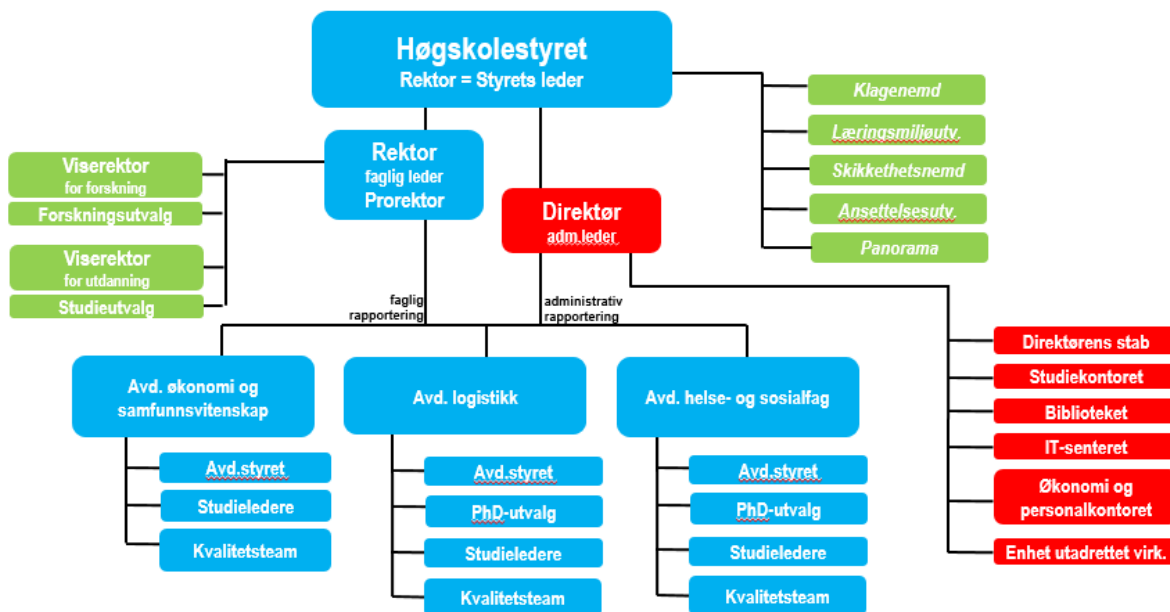 Høgskolestyret
Rektor = Styrets leder
Klagenemd
Læringsmiljøutv.
Skikkethetsnemd
Ansettelsesutv.
Panorama
Rektor
faglig leder
Prorektor
Viserektor
for forskning
Forskningsutvalg
Viserektor
for utdanning
Studieutvalg
Direktør
adm.leder
faglig
rapportering
administrativ
rapportering
Direktørens stab
Studiekontoret
Biblioteket
IT-senteret
Økonomi og
personalkontoret
Enhet utadrettet virk.
Avd. økonomi og
samfunnsvitenskap
Avd.styret
Studieledere
Kvalitetsteam
Avd. logistikk
Avd.styret
PhD-utvalg
Studieledere
Kvalitetsteam
Avd. helse- og sosialfag
Avd.styret
PhD-utvalg
Studieledere
Kvalitetsteam